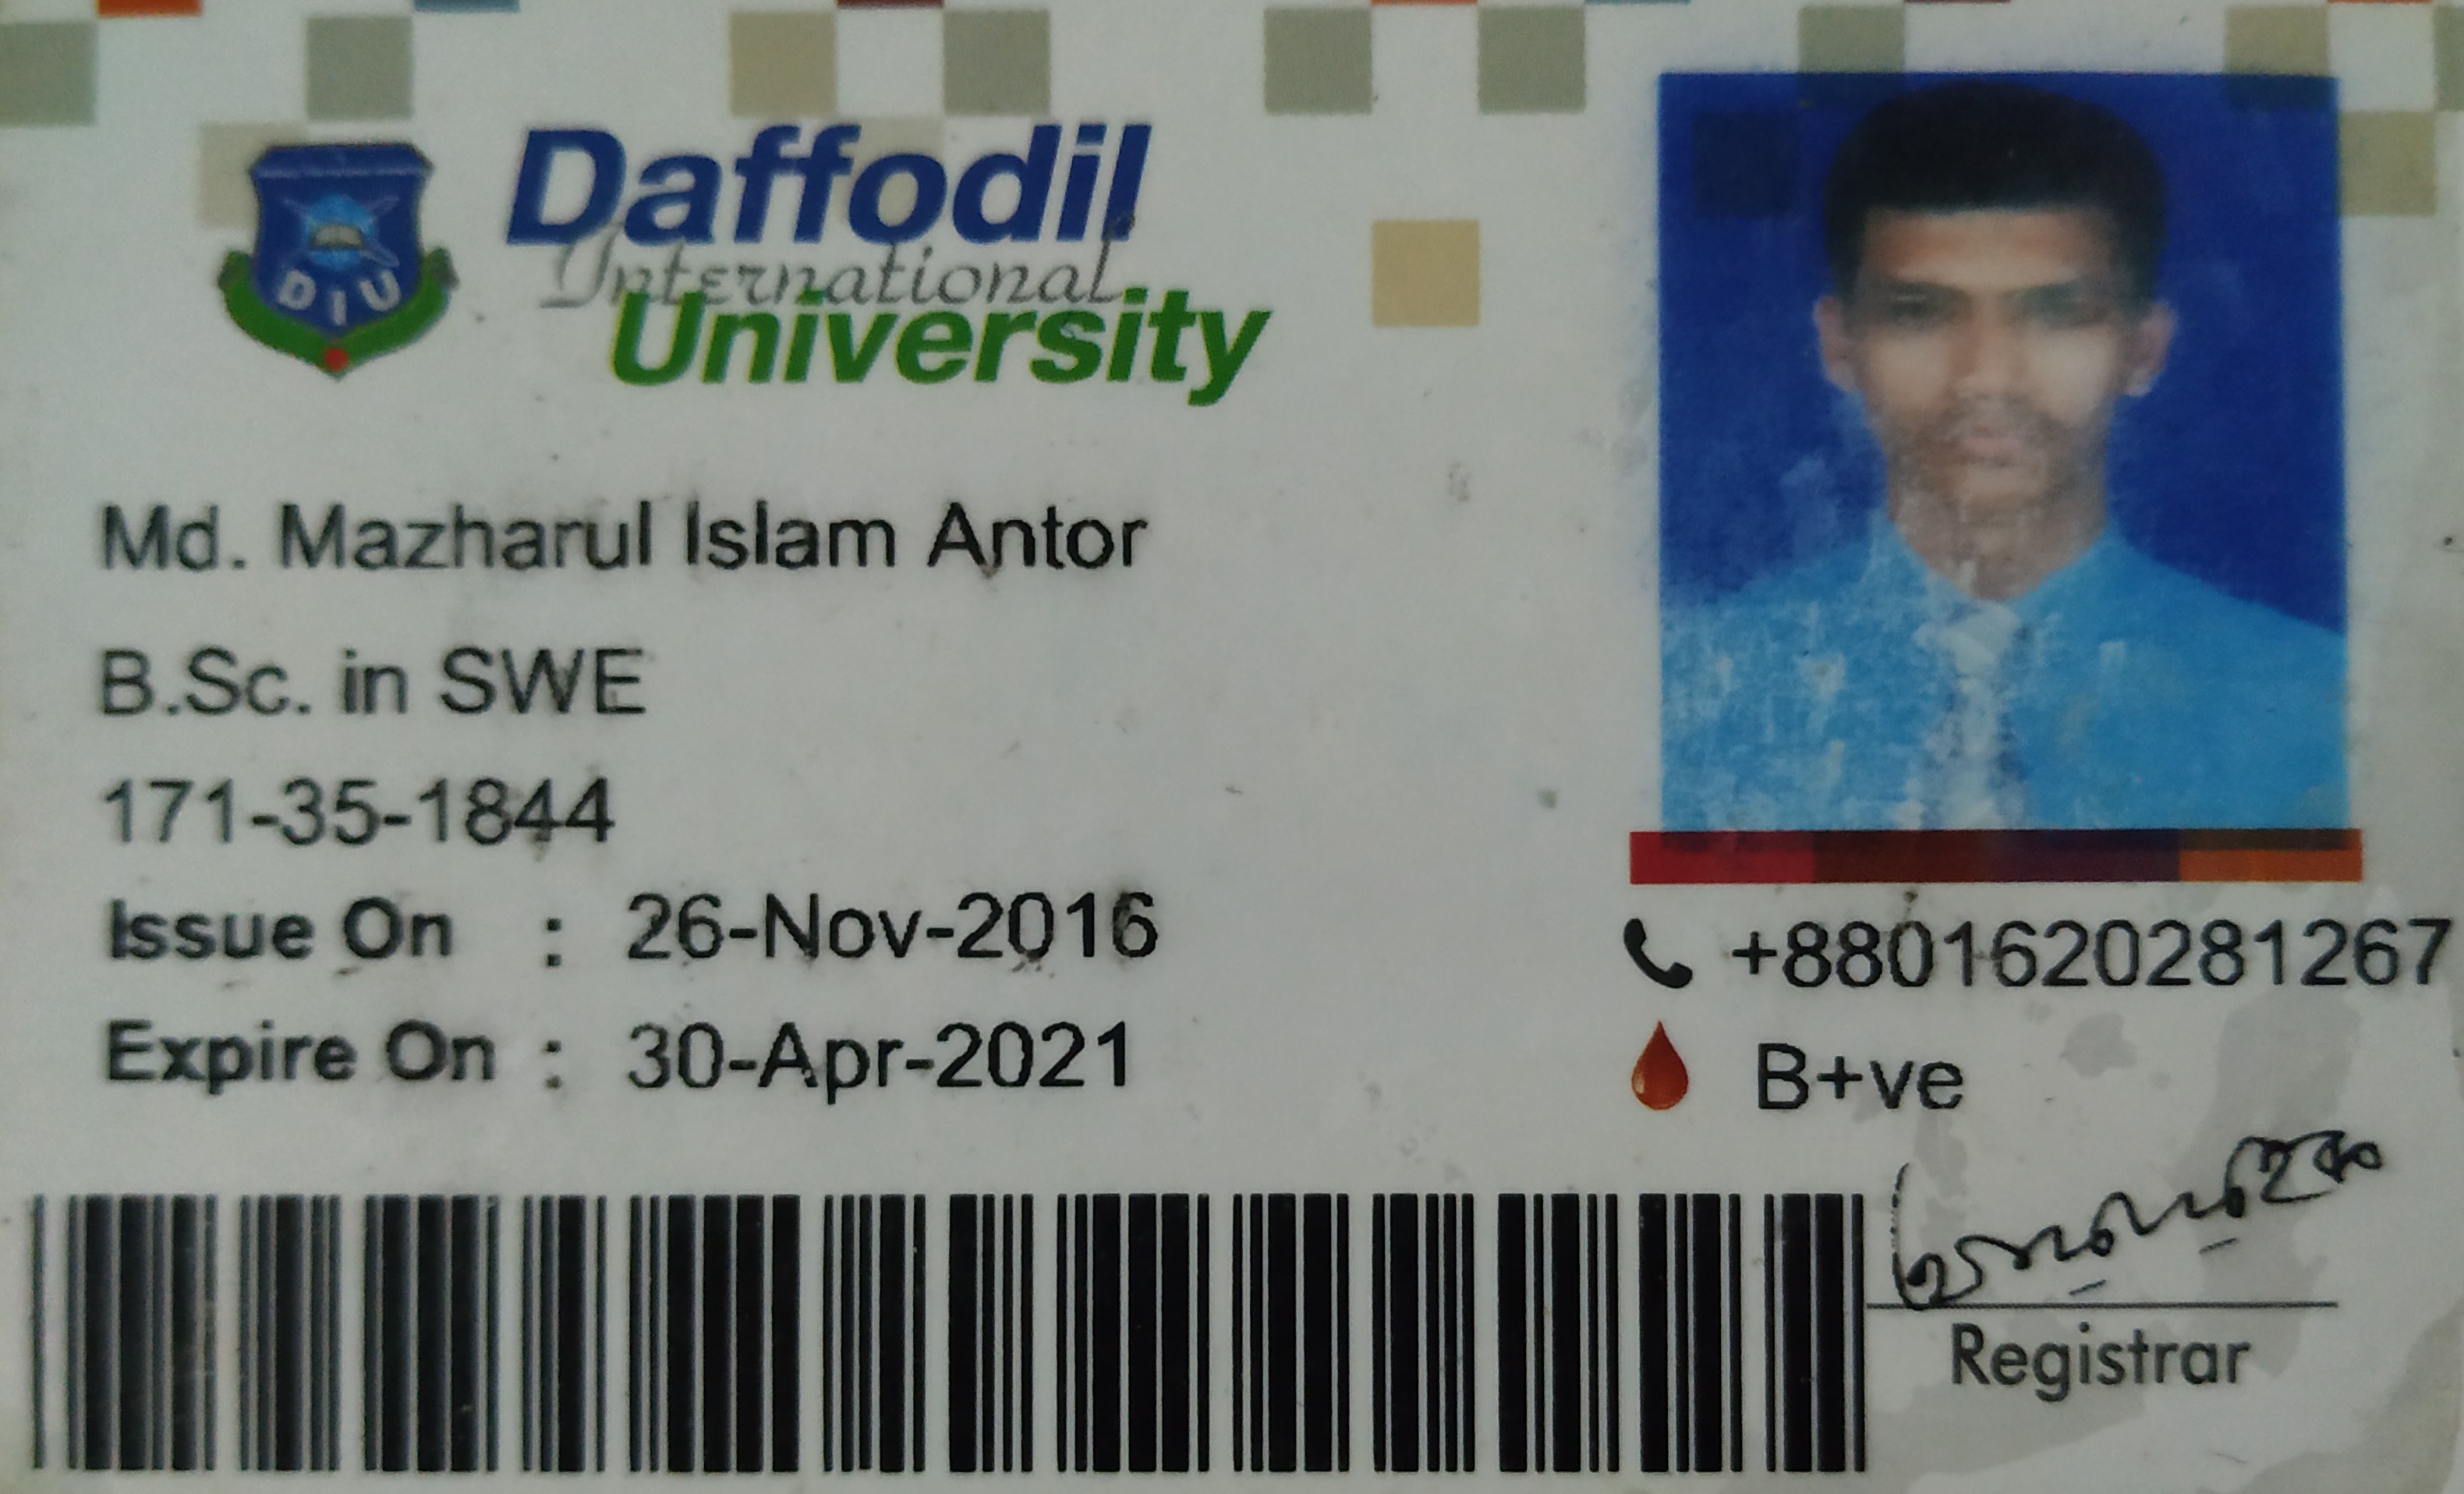 Daffodil
International
University
DIU
Md. Mazharul Islam Antor
B.Sc. in SWE
171-35-1844
Issue On : 26-Nov-2016
Expire On : 30-Apr-2021
+8801620281267
B+ve
Registrar